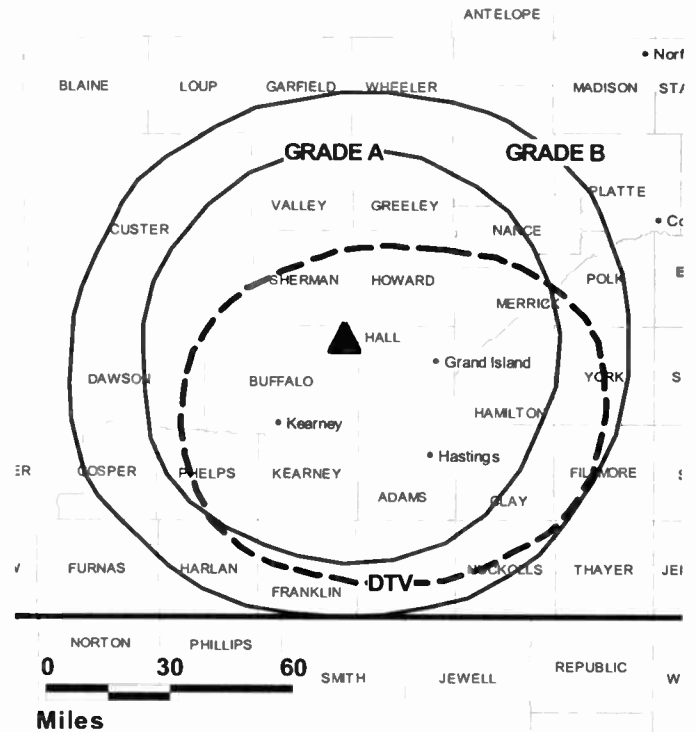 ANTELOPE
Norf
BLAINE LOUP GARFIELD WHEELER MADISON STA
GRADE A GRADE B
PLATTE
VALLEY GREELEY
CUSTER NANCE Co
SHERMAN HOWARD POLK E
MERRICK
HALL
Grand Island
DAWSON BUFFALO YORK S
Kearney HAMILTON
Hastings
ER COSPER PHELPS KEARNEY FILLMORE S
ADAMS CLAY
V FURNAS HARLAN NUCKOLLS THAYER JEF
DTV
FRANKLIN
NORTON PHILLIPS
0 30 60 REPUBLIC
SMITH JEWELL W
Miles